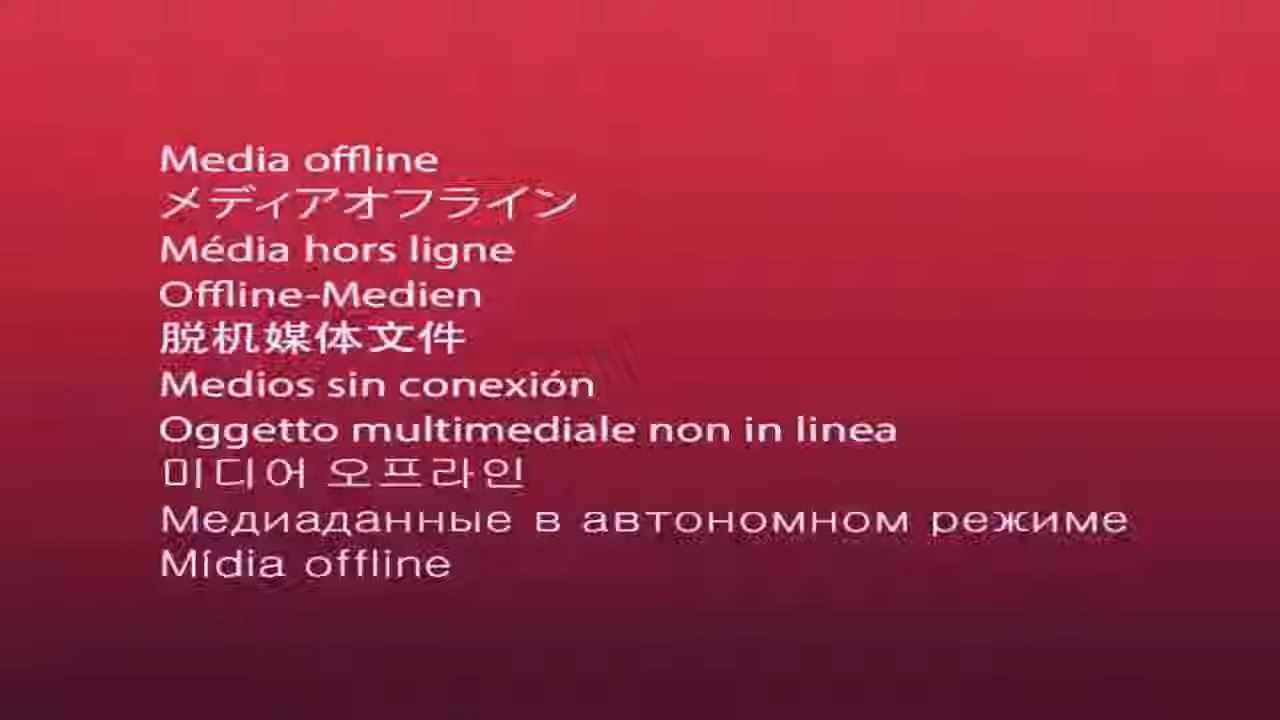 Media offline
メディアオフライン
Média hors ligne
Offline-Medien
脱机媒体文件
Medios sin conexión
Oggetto multimediale non in linea
미디어 오프라인
Медиаданные в автономном режиме
Mídia offline